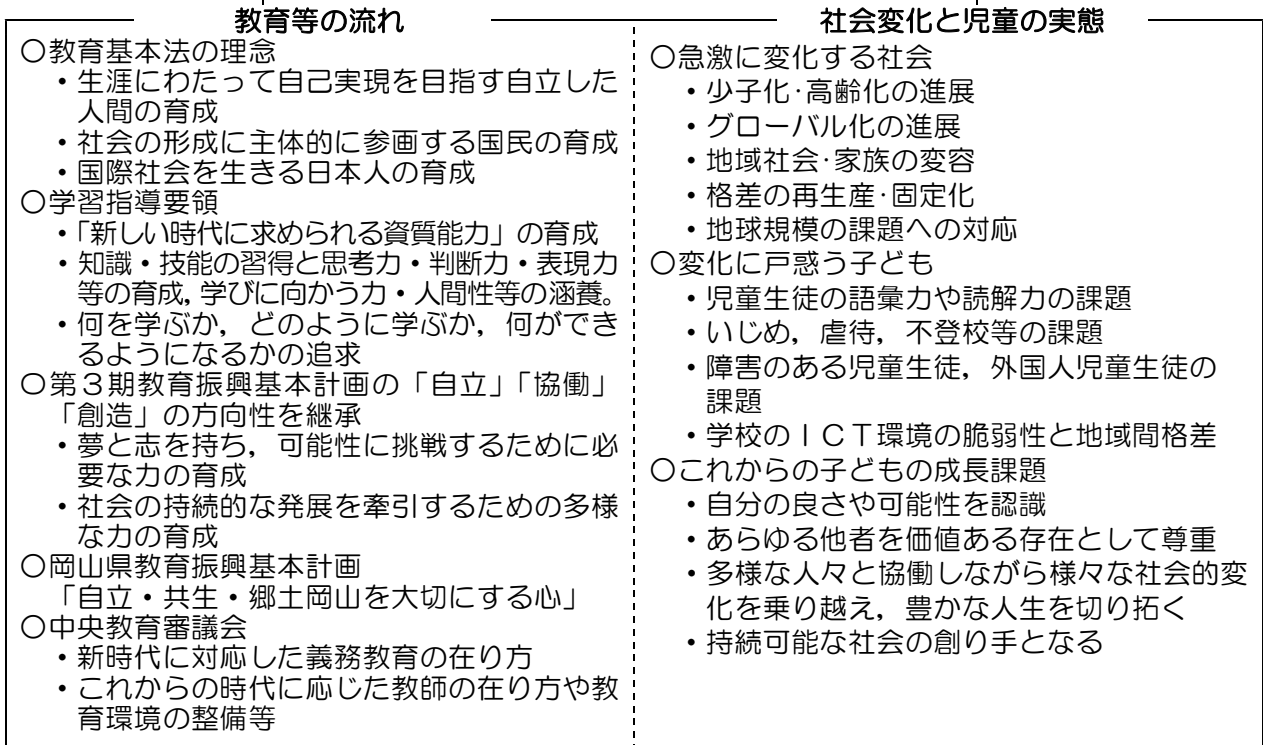 教育等の流れ
○教育基本法の理念
・生涯にわたって自己実現を目指す自立した
人間の育成
・社会の形成に主体的に参画する国民の育成
・国際社会を生きる日本人の育成
○学習指導要領
・「新しい時代に求められる資質能力」の育成
・知識・技能の習得と思考力・判断力・表現力
等の育成，学びに向かう力・人間性等の涵養。
・何を学ぶか，どのように学ぶか，何ができ
るようになるかの追求
○第３期教育振興基本計画の「自立」「協働」
「創造」の方向性を継承
・夢と志を持ち，可能性に挑戦するために必
要な力の育成
・社会の持続的な発展を牽引するための多様
な力の育成
○岡山県教育振興基本計画
「自立・共生・郷土岡山を大切にする心」
○中央教育審議会
・新時代に対応した義務教育の在り方
・これからの時代に応じた教師の在り方や教
育環境の整備等
社会変化と児童の実態
○急激に変化する社会
・少子化・高齢化の進展
・グローバル化の進展
・地域社会・家族の変容
・格差の再生産・固定化
・地球規模の課題への対応
○変化に戸惑う子ども
・児童生徒の語彙力や読解力の課題
・いじめ，虐待，不登校等の課題
・障害のある児童生徒，外国人児童生徒の
課題
・学校のＩＣＴ環境の脆弱性と地域間格差
○これからの子どもの成長課題
・自分の良さや可能性を認識
・あらゆる他者を価値ある存在として尊重
・多様な人々と協働しながら様々な社会的変
化を乗り越え，豊かな人生を切り拓く
・持続可能な社会の創り手となる